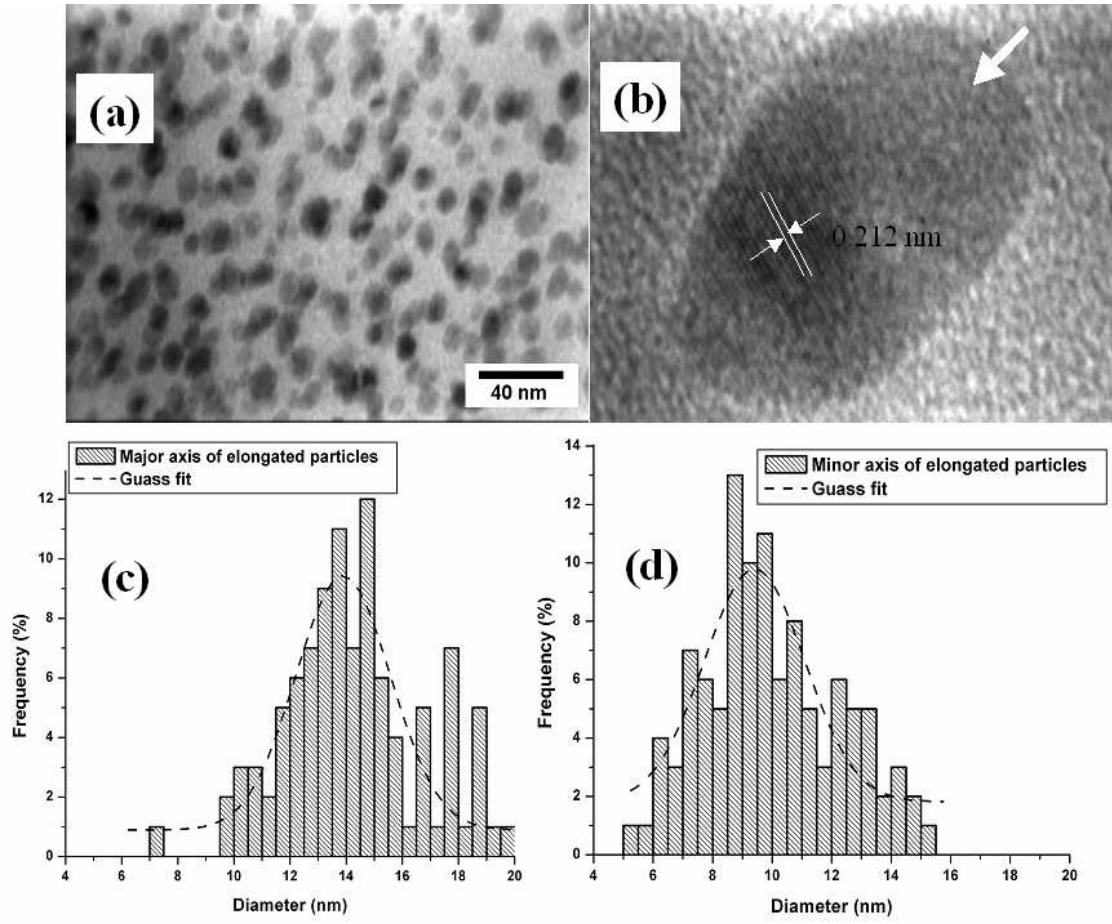 (a)
40 nm
(b)
0.212 nm
Major axis of elongated particles
Guass fit
(c)
Frequency (%)
12
10
8
6
4
2
0
4 6 8 10 12 14 16 18 20
Diameter (nm)
Minor axis of elongated particles
Guass fit
(d)
Frequency (%)
14
12
10
8
6
4
2
0
4 6 8 10 12 14 16 18 20
Diameter (nm)